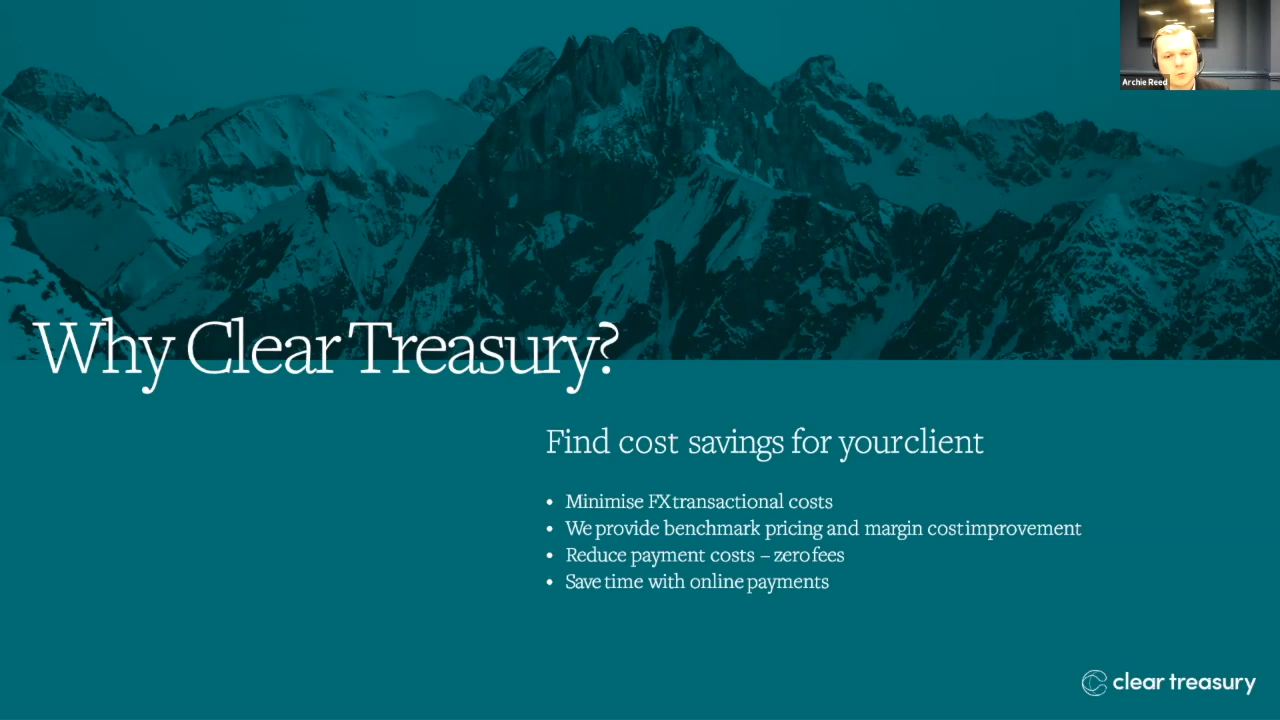 Archie Reed
Why Clear Treasury?
Find cost savings for your client
• Minimise FX transactional costs
• We provide benchmark pricing and margin cost improvement
• Reduce payment costs – zero fees
• Save time with online payments
clear treasury